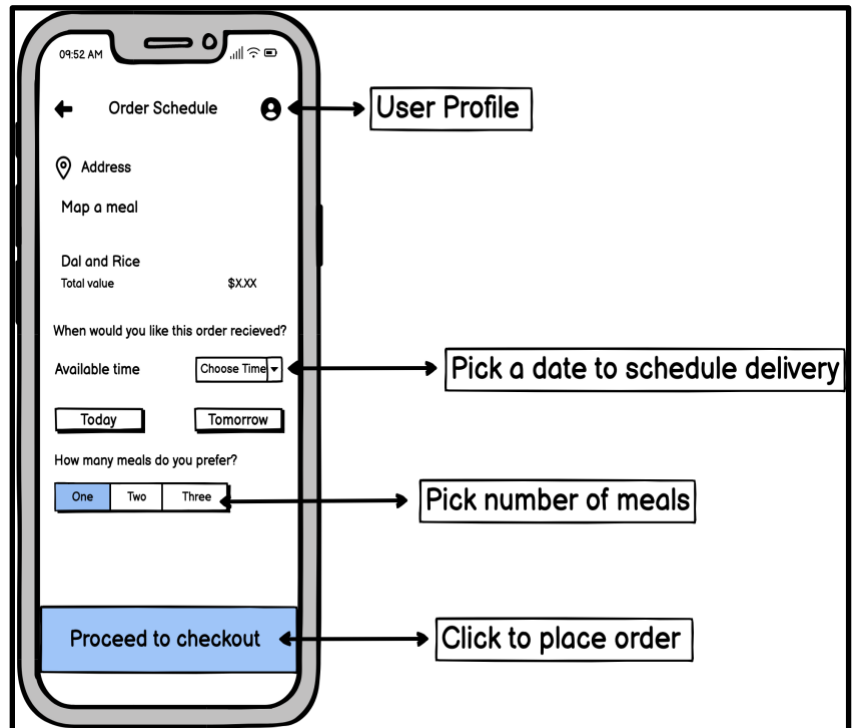 09:52 AM
Order Schedule
User Profile
Address
Map a meal
Dal and Rice
Total value $X.XX
When would you like this order recieved?
Available time Choose Time
Pick a date to schedule delivery
Today Tomorrow
How many meals do you prefer?
One Two Three
Pick number of meals
Proceed to checkout
Click to place order